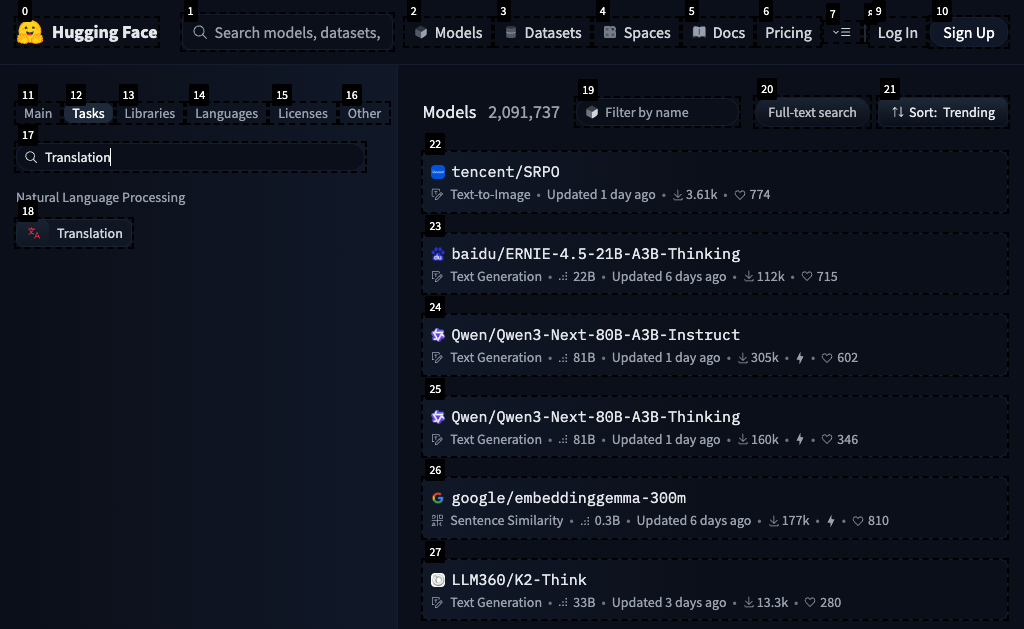 0 1 2 3 4 5 6 7 9 10
Hugging Face Search models, datasets, Models Datasets Spaces Docs Pricing Log In Sign Up
11 12 13 14 15 16
Main Tasks Libraries Languages Licenses Other
17
Translation
Natural Language Processing
18
Translation
19 20 21
Models 2,091,737 Filter by name Full-text search Sort: Trending
22
tencent/SRPO
Text-to-Image • Updated 1 day ago • 3.61k • 774
23
baidu/ERNIE-4.5-21B-A3B-Thinking
Text Generation • 22B • Updated 6 days ago • 112k • 715
24
Qwen/Qwen3-Next-80B-A3B-Instruct
Text Generation • 81B • Updated 1 day ago • 305k • • 602
25
Qwen/Qwen3-Next-80B-A3B-Thinking
Text Generation • 81B • Updated 1 day ago • 160k • • 346
26
google/embeddinggemma-300m
Sentence Similarity • 0.3B • Updated 6 days ago • 177k • • 810
27
LLM360/K2-Think
Text Generation • 33B • Updated 3 days ago • 13.3k • 280